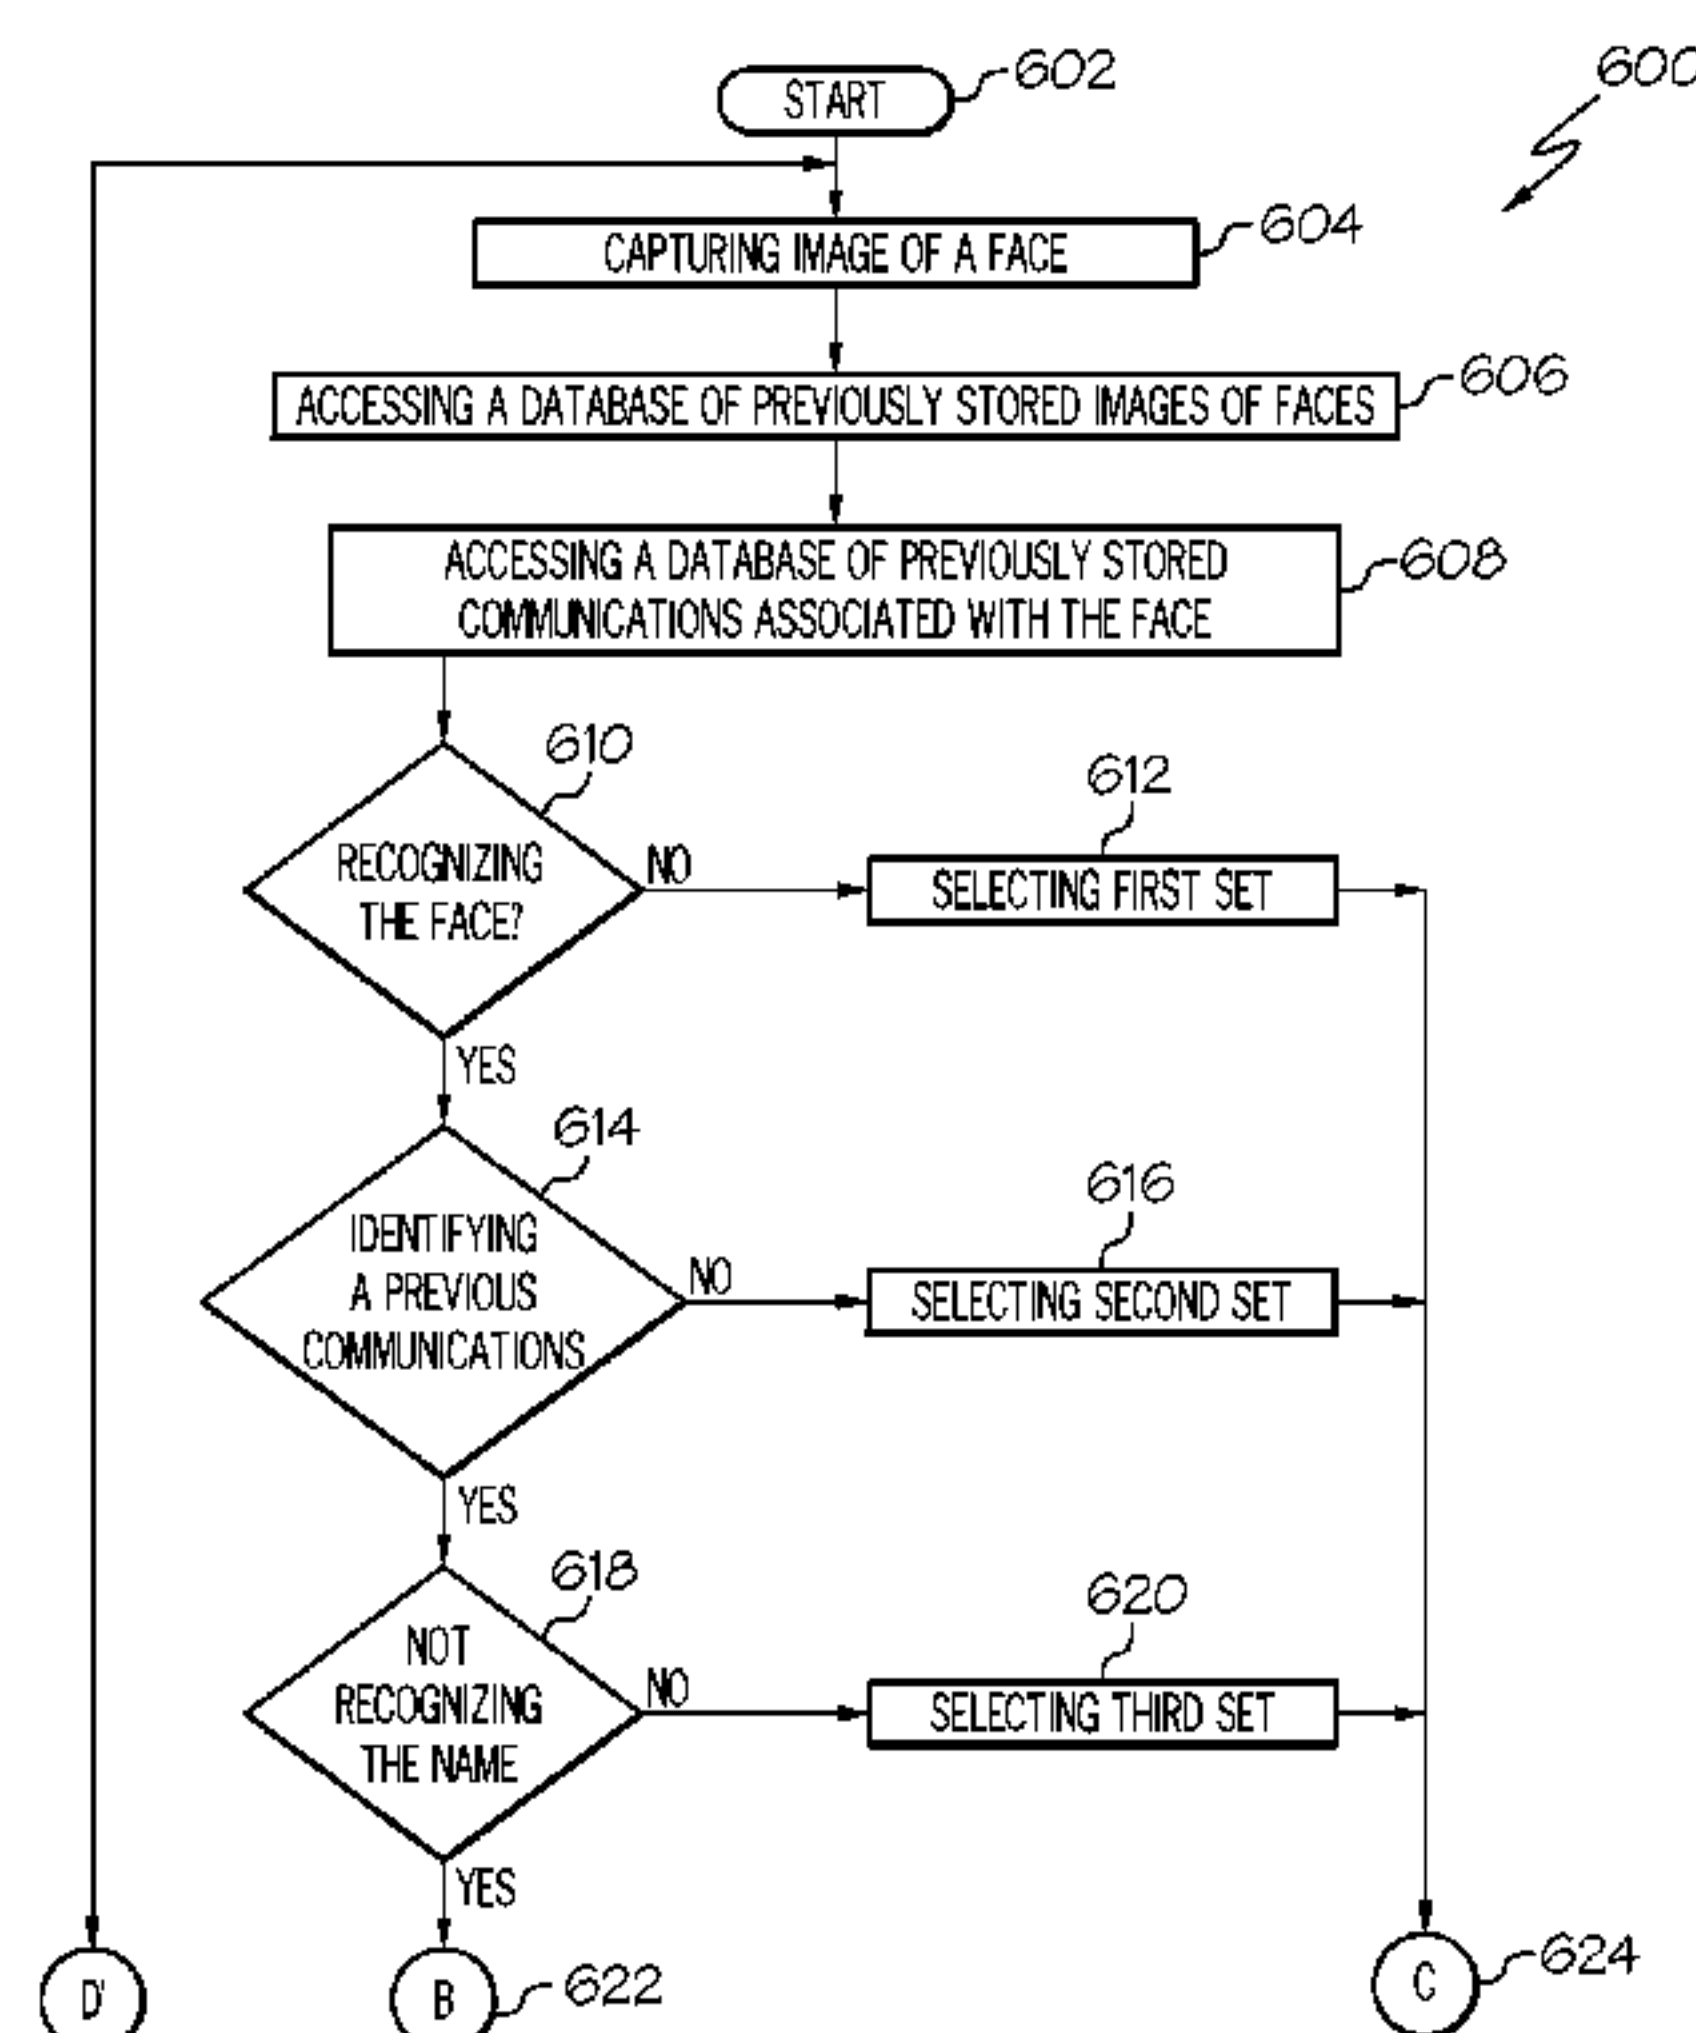 602
START
600
604
CAPTURING IMAGE OF A FACE
606
ACCESSING A DATABASE OF PREVIOUSLY STORED IMAGES OF FACES
608
ACCESSING A DATABASE OF PREVIOUSLY STORED
COMMUNICATIONS ASSOCIATED WITH THE FACE
610
RECOGNIZING
THE FACE?
NO
612
SELECTING FIRST SET
YES
614
IDENTIFYING
A PREVIOUS
COMMUNICATIONS
NO
616
SELECTING SECOND SET
YES
618
NOT
RECOGNIZING
THE NAME
NO
620
SELECTING THIRD SET
YES
D'
B
622
C
624